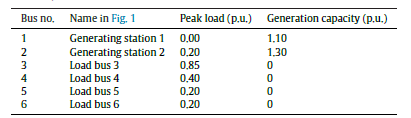 Bus no. Name in Fig. 1 Peak load (p.u.) Generation capacity (p.u.)
1 Generating station 1 0.00 1.10
2 Generating station 2 0.20 1.30
3 Load bus 3 0.85 0
4 Load bus 4 0.40 0
5 Load bus 5 0.20 0
6 Load bus 6 0.20 0